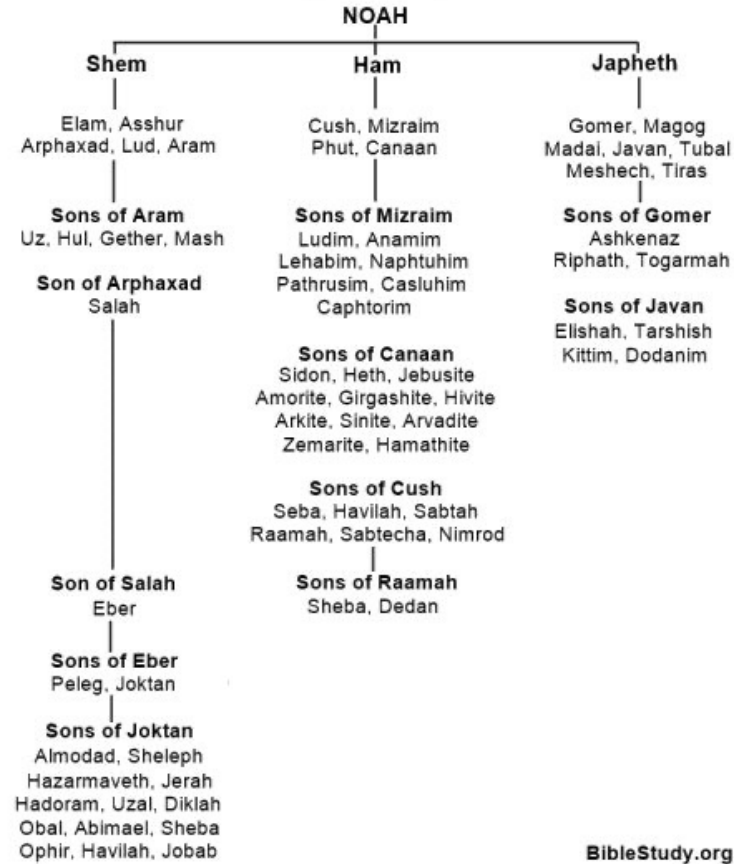 NOAH
Shem
Elam, Asshur
Arphaxad, Lud, Aram
Sons of Aram
Uz, Hul, Gether, Mash
Son of Arphaxad
Salah
Son of Salah
Eber
Sons of Eber
Peleg, Joktan
Sons of Joktan
Almodad, Sheleph
Hazarmaveth, Jerah
Hadoram, Uzal, Diklah
Obal, Abimael, Sheba
Ophir, Havilah, Jobab
Ham
Cush, Mizraim
Phut, Canaan
Sons of Mizraim
Ludim, Anamim
Lehabim, Naphtuhim
Pathrusim, Casluhim
Caphtorim
Sons of Canaan
Sidon, Heth, Jebusite
Amorite, Girgashite, Hivite
Arkite, Sinite, Arvadite
Zemarite, Hamathite
Sons of Cush
Seba, Havilah, Sabtah
Raamah, Sabtecha, Nimrod
Sons of Raamah
Sheba, Dedan
Japheth
Gomer, Magog
Madai, Javan, Tubal
Meshech, Tiras
Sons of Gomer
Ashkenaz
Riphath, Togarmah
Sons of Javan
Elishah, Tarshish
Kittim, Dodanim
BibleStudy.org